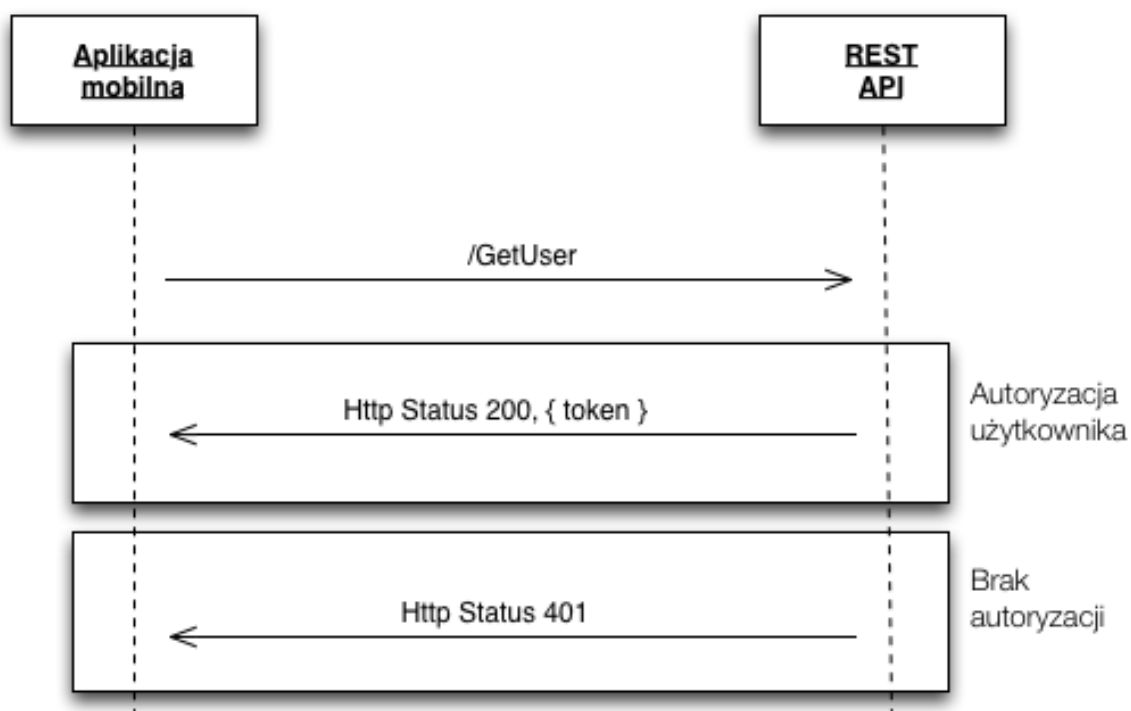 Aplikacja
mobilna
REST
API
/GetUser
Http Status 200, { token }
Autoryzacja
użytkownika
Http Status 401
Brak
autoryzacji